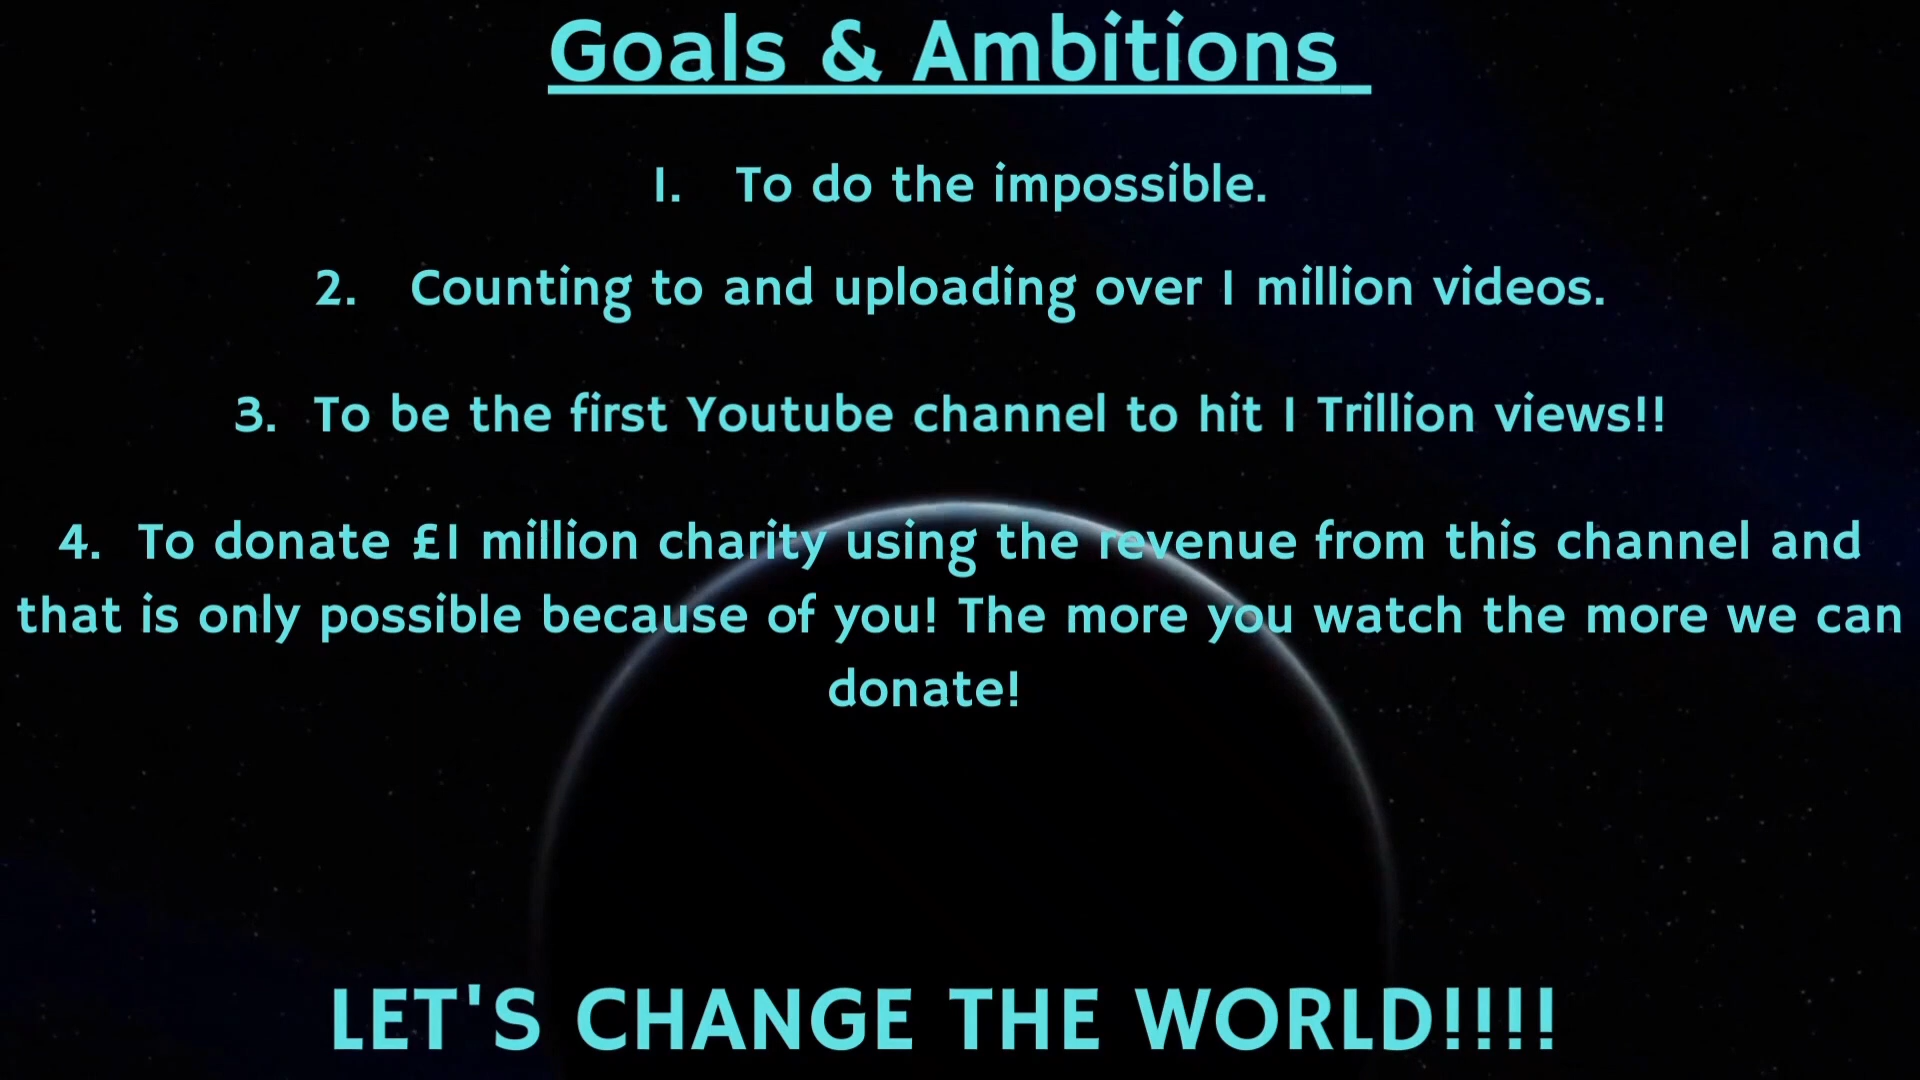 Goals & Ambitions
1. To do the impossible.
2. Counting to and uploading over 1 million videos.
3. To be the first Youtube channel to hit 1 Trillion views!!
4. To donate £1 million charity using the revenue from this channel and
that is only possible because of you! The more you watch the more we can
donate!
LET'S CHANGE THE WORLD!!!!